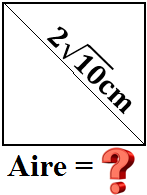 2√10cm
Aire = ❓